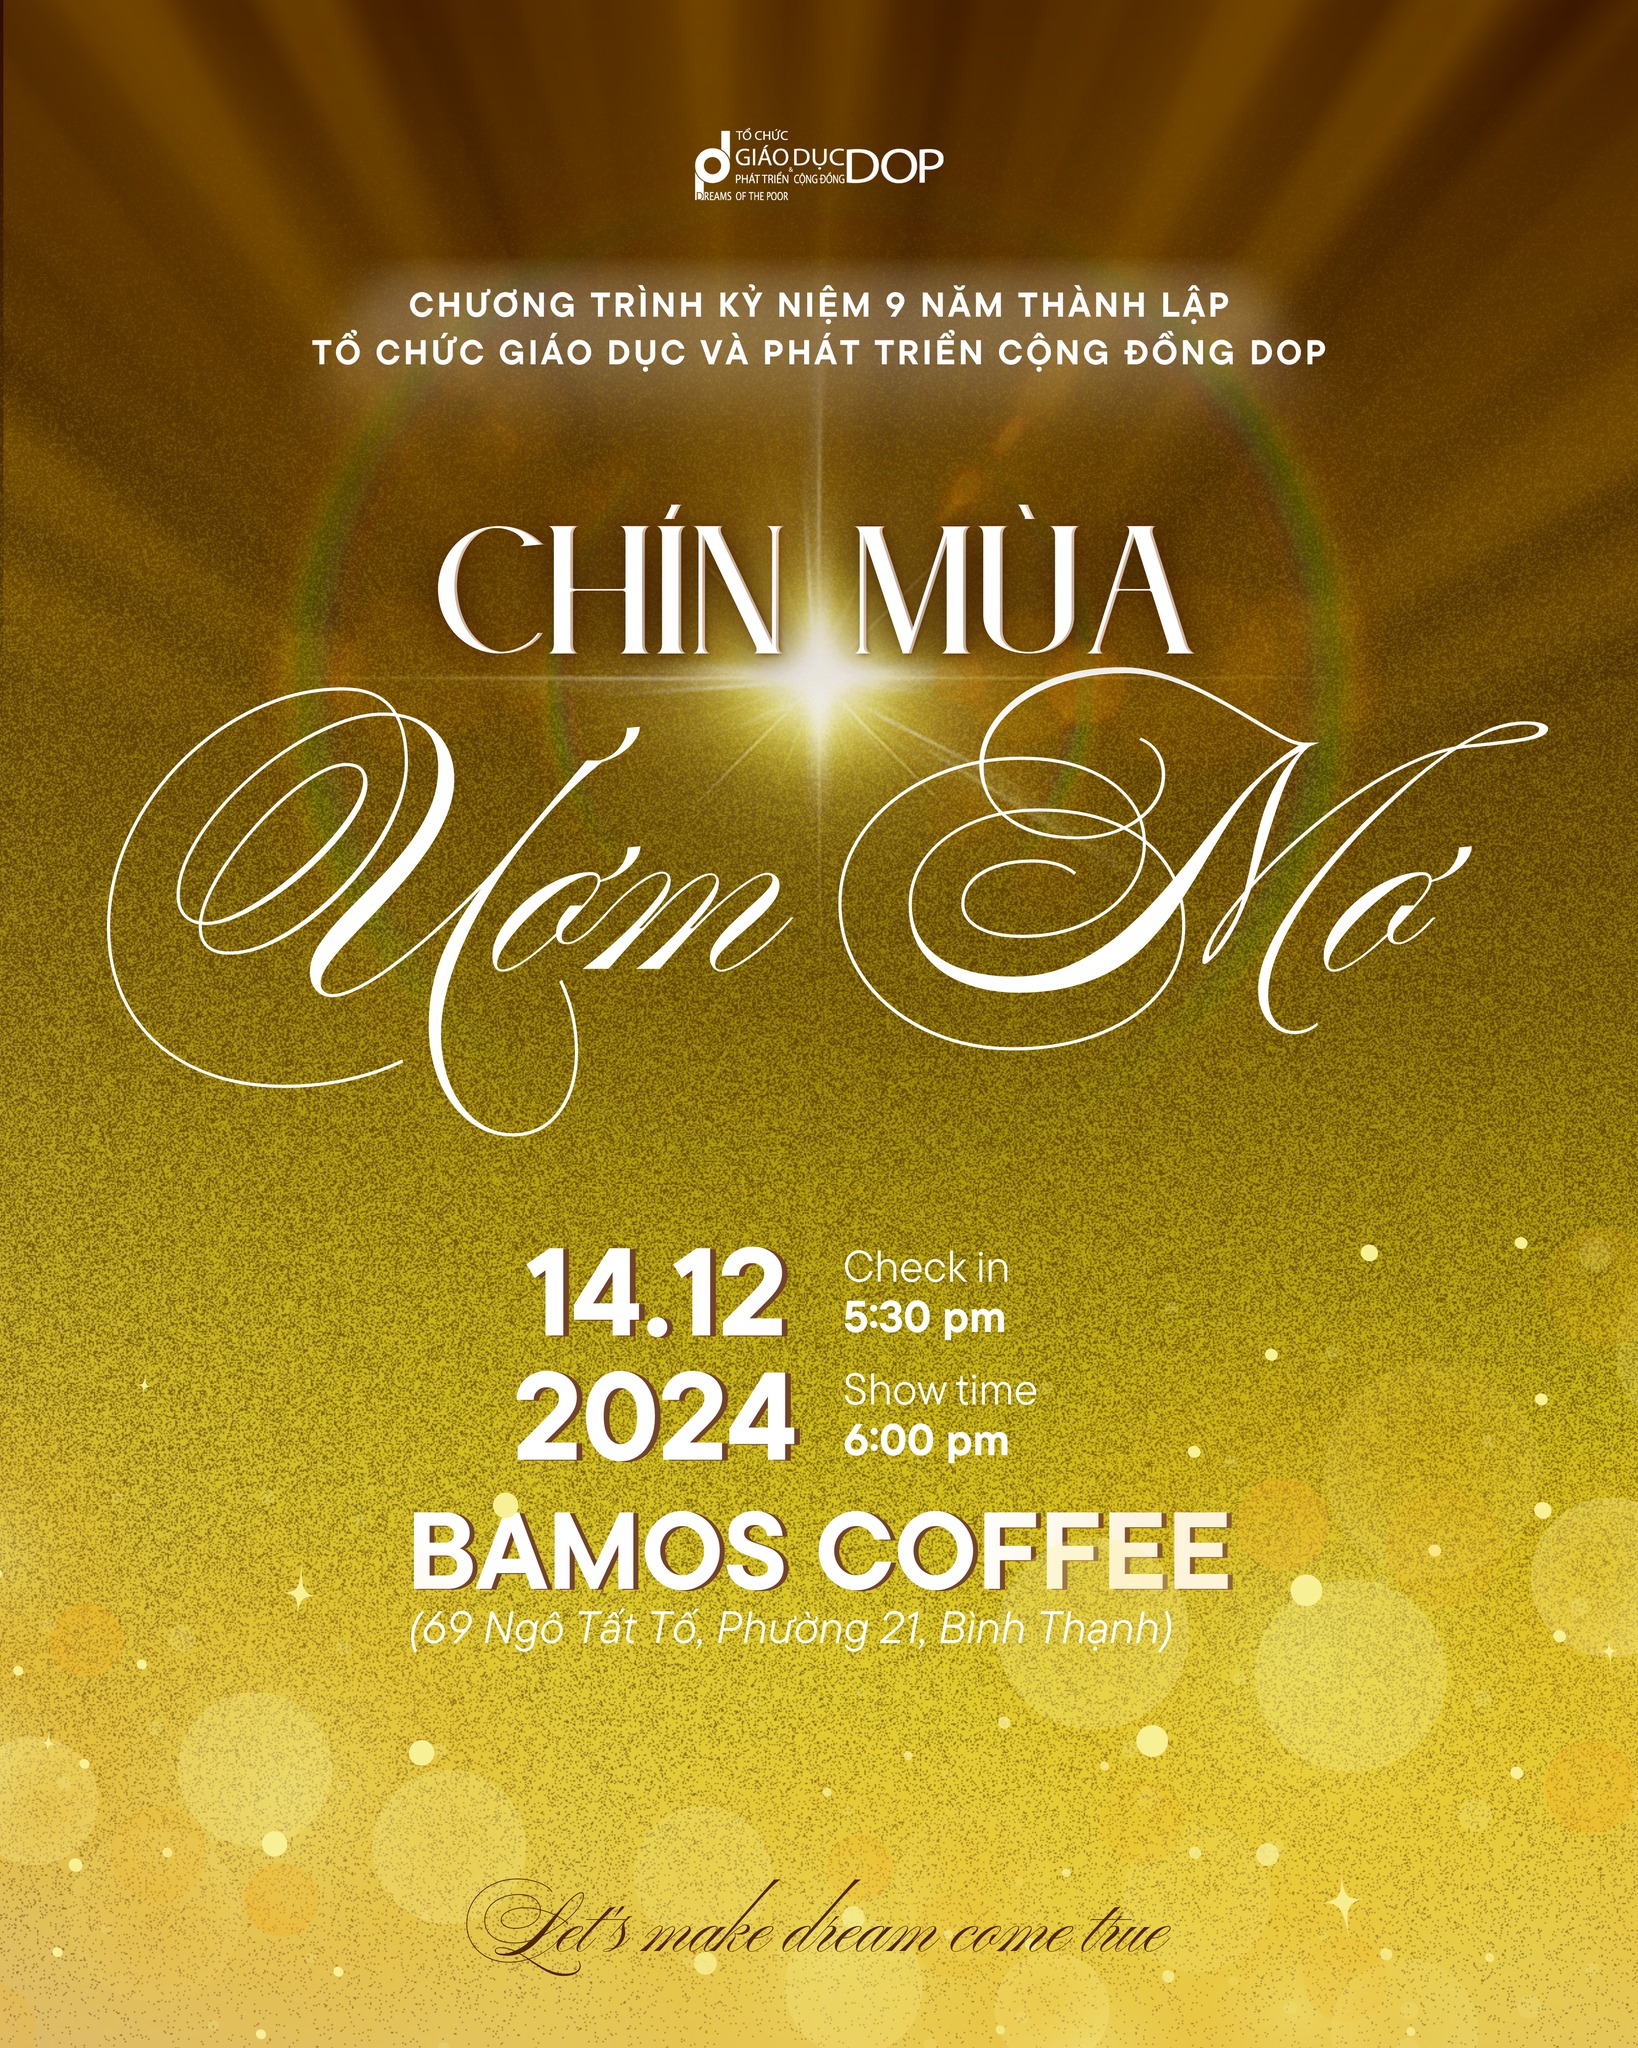 TỔ CHỨC
GIÁO DỤC
&
PHÁT TRIỂN CỘNG ĐỒNG
DREAMS OF THE POOR
DOP
CHƯƠNG TRÌNH KỶ NIỆM 9 NĂM THÀNH LẬP
TỔ CHỨC GIÁO DỤC VÀ PHÁT TRIỂN CỘNG ĐỒNG DOP
CHÍN MÙA
Ươm Mơ
14.12
2024
Check in
5:30 pm
Show time
6:00 pm
BAMOS COFFEE
(69 Ngô Tất Tố, Phường 21, Bình Thạnh)
Let's make dream come true